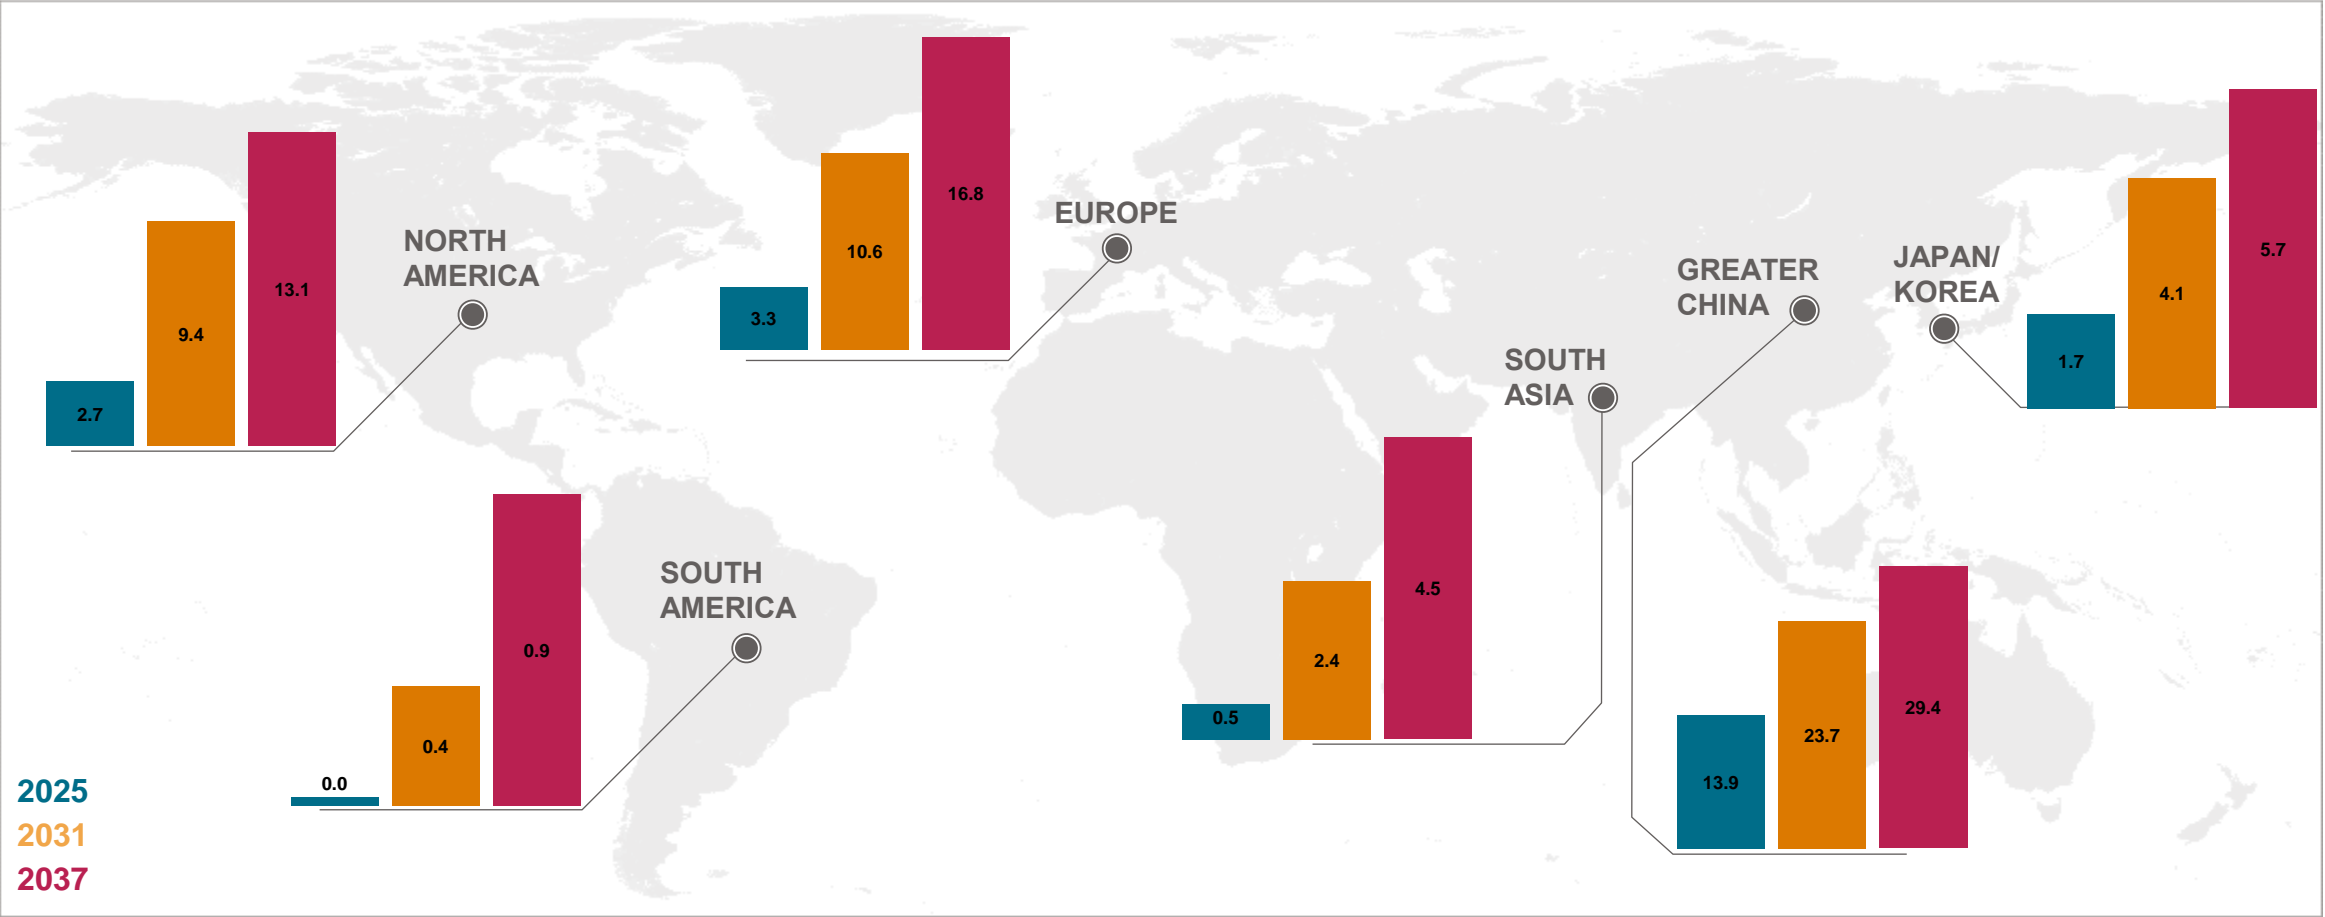 NORTH
AMERICA
2.7
9.4
13.1
EUROPE
3.3
10.6
16.8
GREATER
CHINA
13.9
23.7
29.4
JAPAN/
KOREA
1.7
4.1
5.7
SOUTH
ASIA
0.5
2.4
4.5
SOUTH
AMERICA
0.0
0.4
0.9
2025
2031
2037